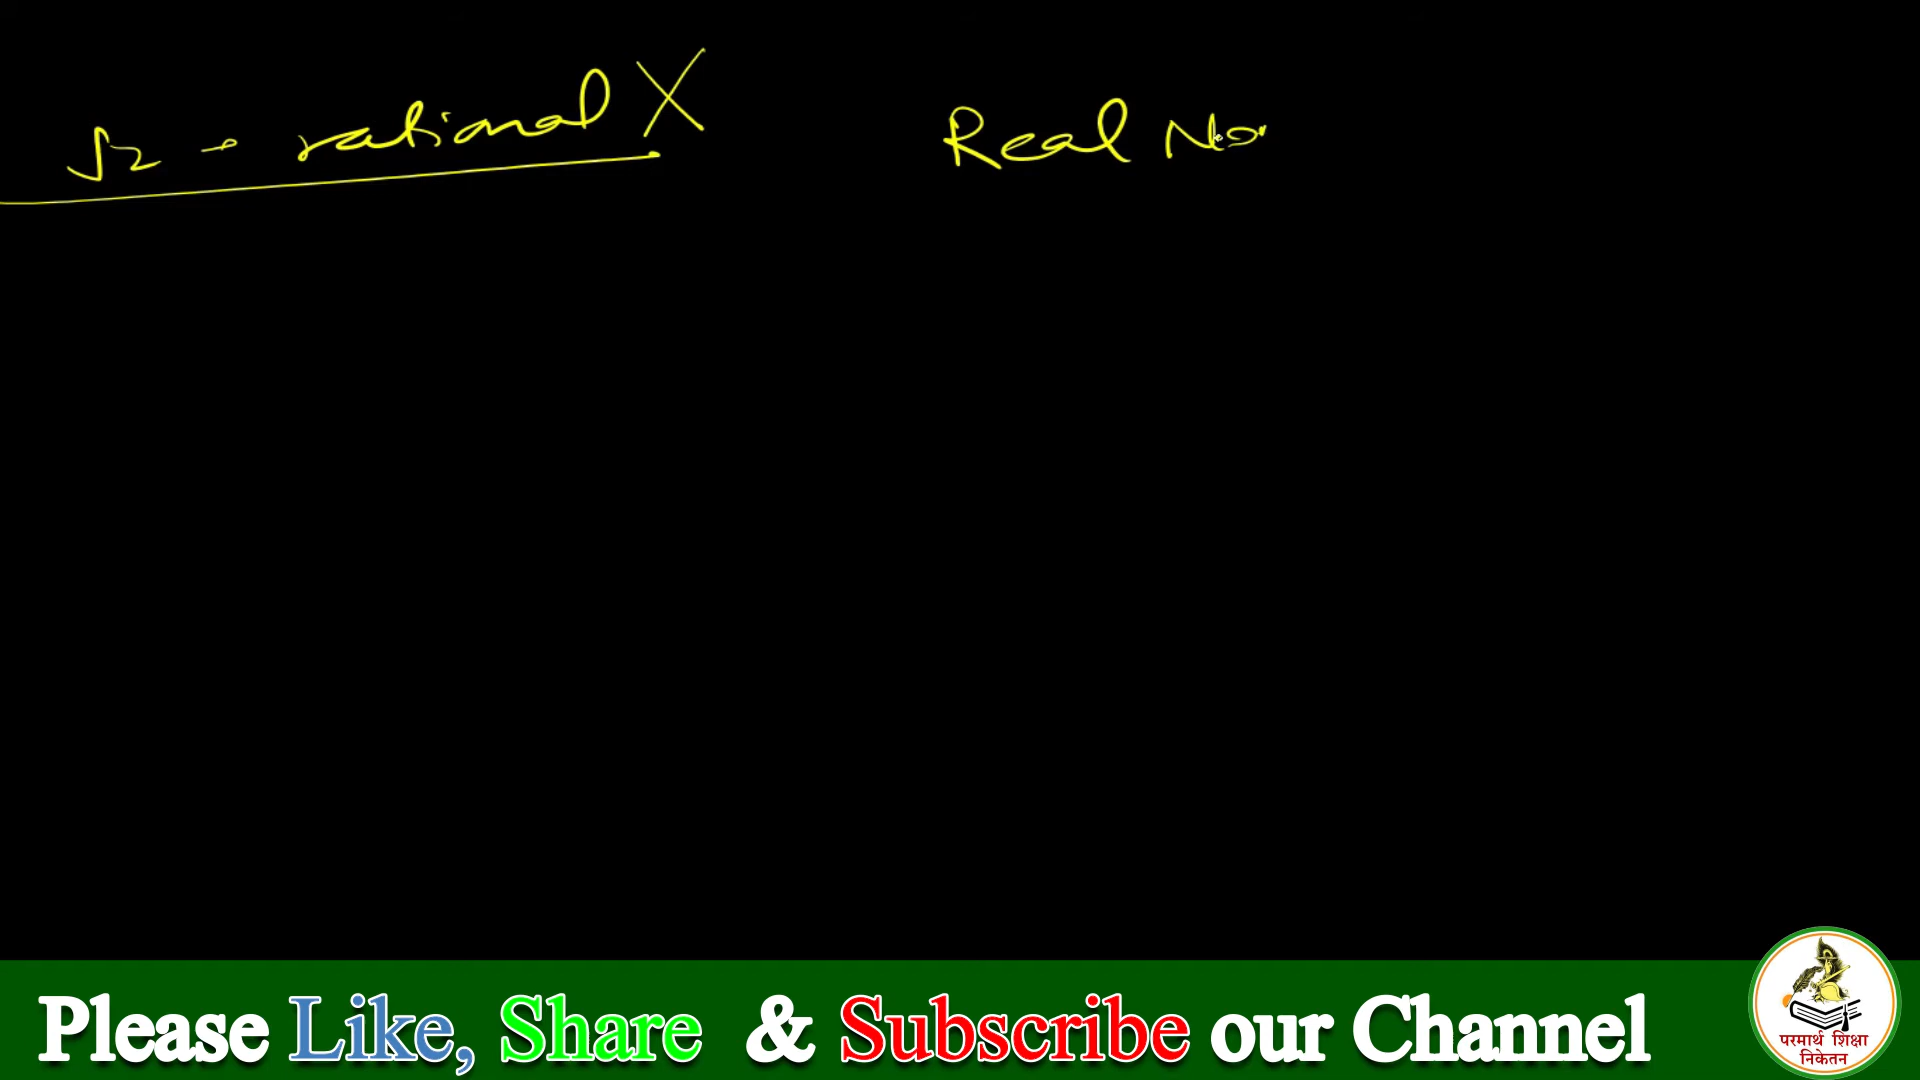 √2 → rational X
Real No.
Please Like, Share & Subscribe our Channel
परमार्थ शिक्षा
निकेतन